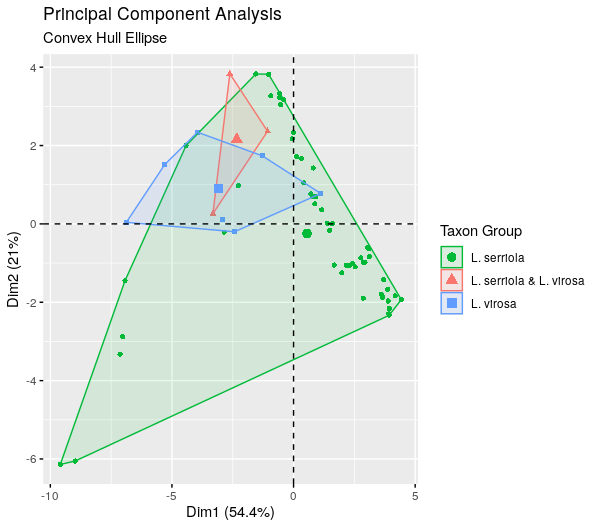 Principal Component Analysis
Convex Hull Ellipse
4
2
0
-2
-4
-6
Dim2 (21%)
-10
-5
0
5
Dim1 (54.4%)
Taxon Group
L. serriola
L. serriola & L. virosa
L. virosa